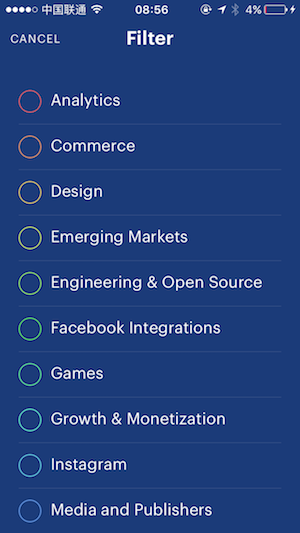 中国联通 08:56 4%
CANCEL Filter
Analytics
Commerce
Design
Emerging Markets
Engineering & Open Source
Facebook Integrations
Games
Growth & Monetization
Instagram
Media and Publishers